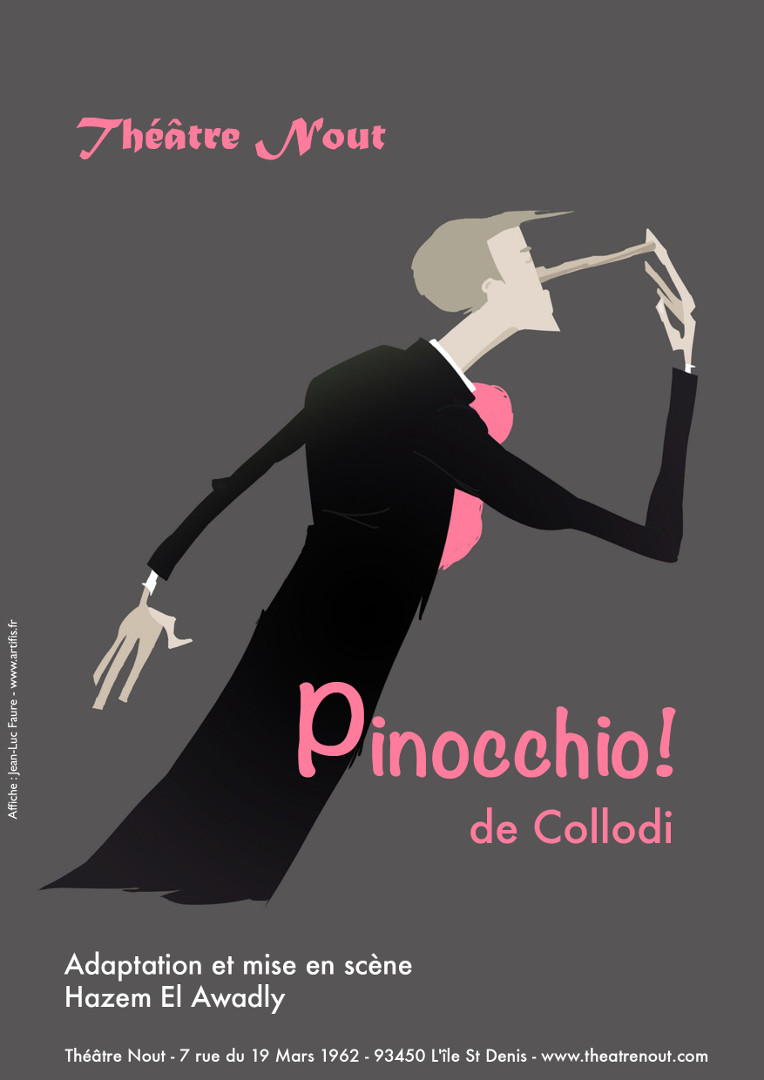 Théâtre Nout
Pinocchio!
de Collodi
Affiche : Jean-Luc Faure - www.artifis.fr
Adaptation et mise en scène
Hazem El Awadly
Théâtre Nout - 7 rue du 19 Mars 1962 - 93450 L'île St Denis - www.theatrenout.com